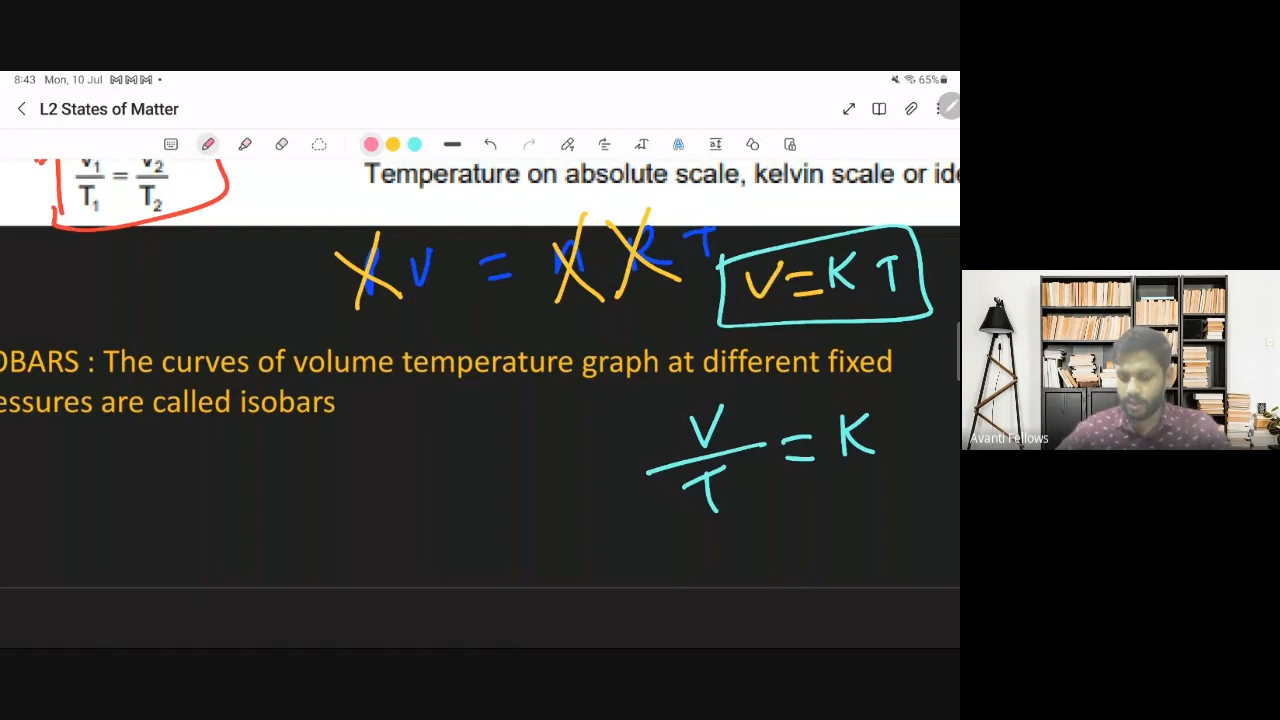 8:43 Mon, 10 Jul 65%
L2 States of Matter
V₁/T₁ = V₂/T₂
Temperature on absolute scale, kelvin scale or ide
V = n R T
V = K T
OBARS : The curves of volume temperature graph at different fixed
essures are called isobars
V/T = K
Avanti Fellows